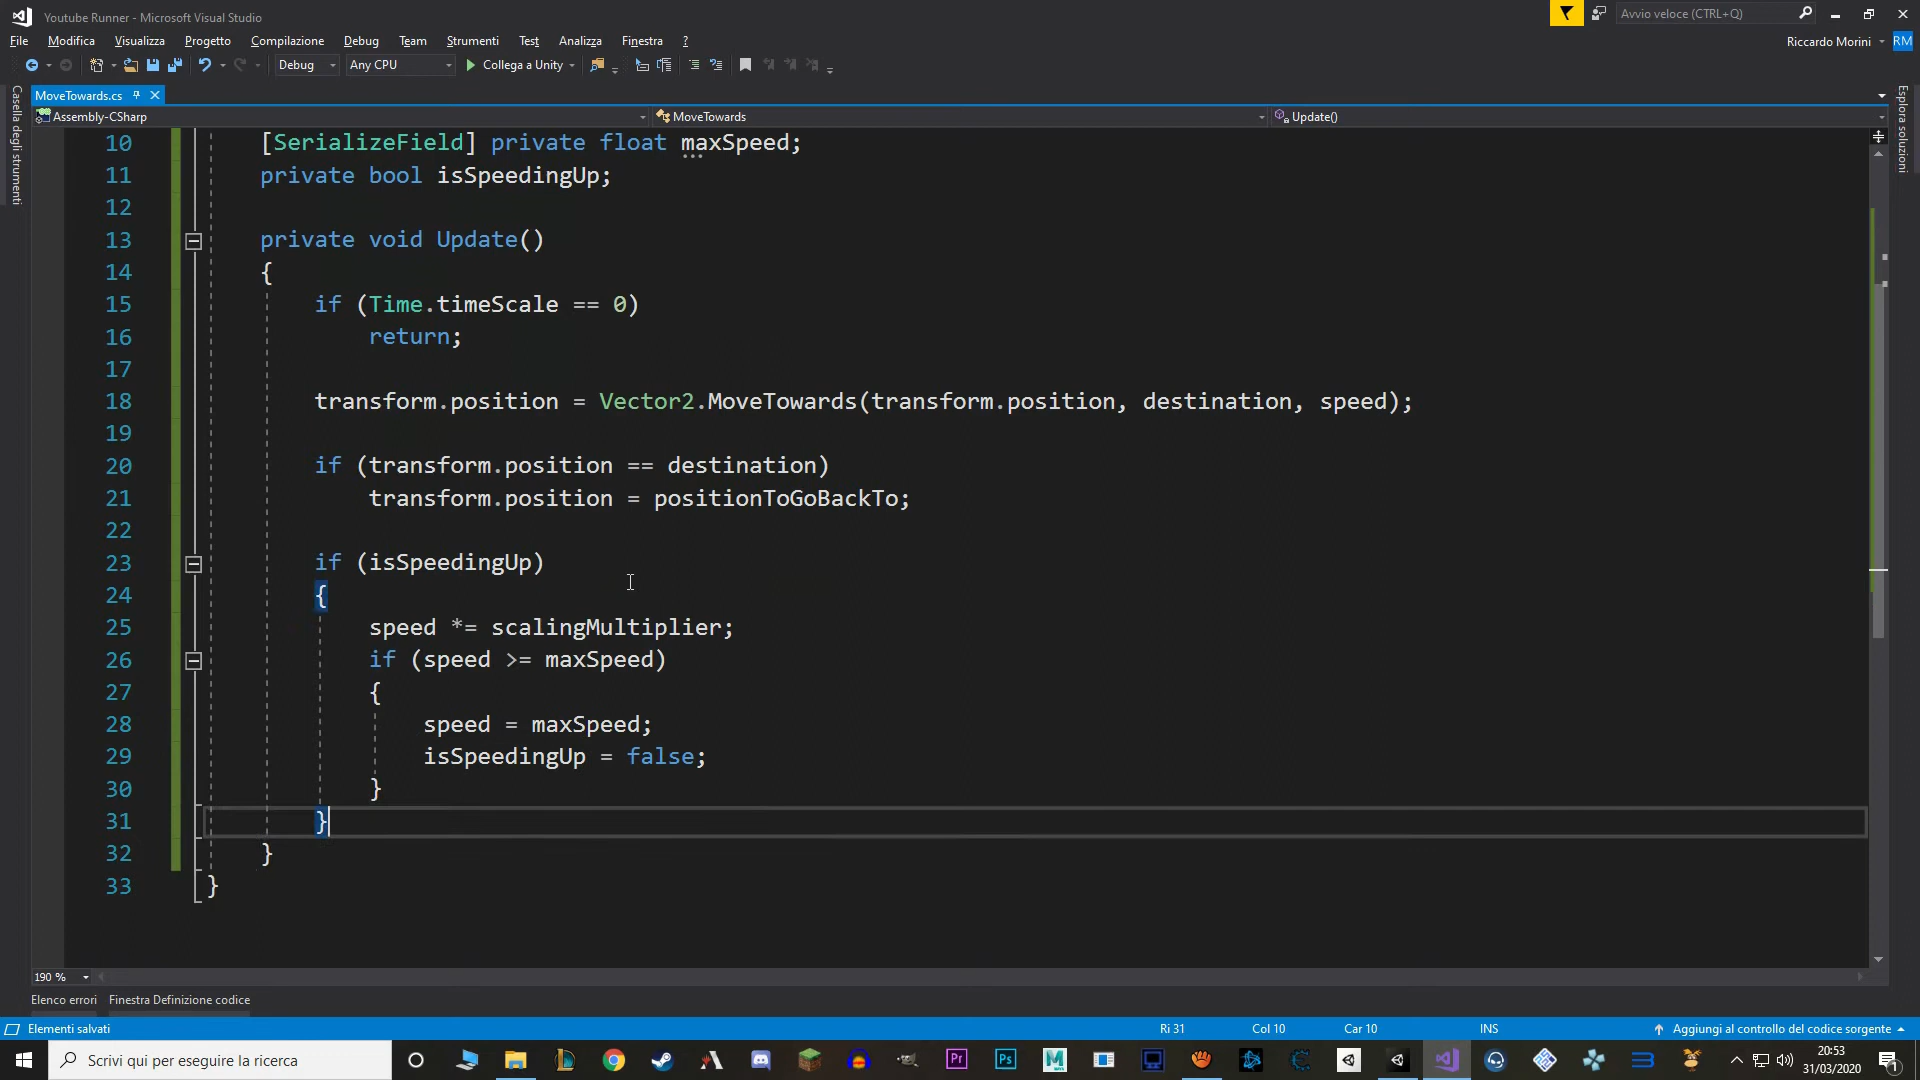 Youtube Runner - Microsoft Visual Studio
Avvio veloce (CTRL+Q)
File Modifica Visualizza Progetto Compilazione Debug Team Strumenti Test Analizza Finestra ?
Riccardo Morini RM
Debug Any CPU Collega a Unity
MoveTowards.cs
Assembly-CSharp MoveTowards Update()
Casella degli strumenti
Esplora soluzioni
10 [SerializeField] private float maxSpeed;
11 private bool isSpeedingUp;
12
13 private void Update()
14 {
15 if (Time.timeScale == 0)
16 return;
17
18 transform.position = Vector2.MoveTowards(transform.position, destination, speed);
19
20 if (transform.position == destination)
21 transform.position = positionToGoBackTo;
22
23 if (isSpeedingUp)
24 {
25 speed *= scalingMultiplier;
26 if (speed >= maxSpeed)
27 {
28 speed = maxSpeed;
29 isSpeedingUp = false;
30 }
31 }
32 }
33 }
190 %
Elenco errori Finestra Definizione codice
Elementi salvati Ri 31 Col 10 Car 10 INS Aggiungi al controllo del codice sorgente
Scrivi qui per eseguire la ricerca
Pr Ps M
20:53
31/03/2020
1